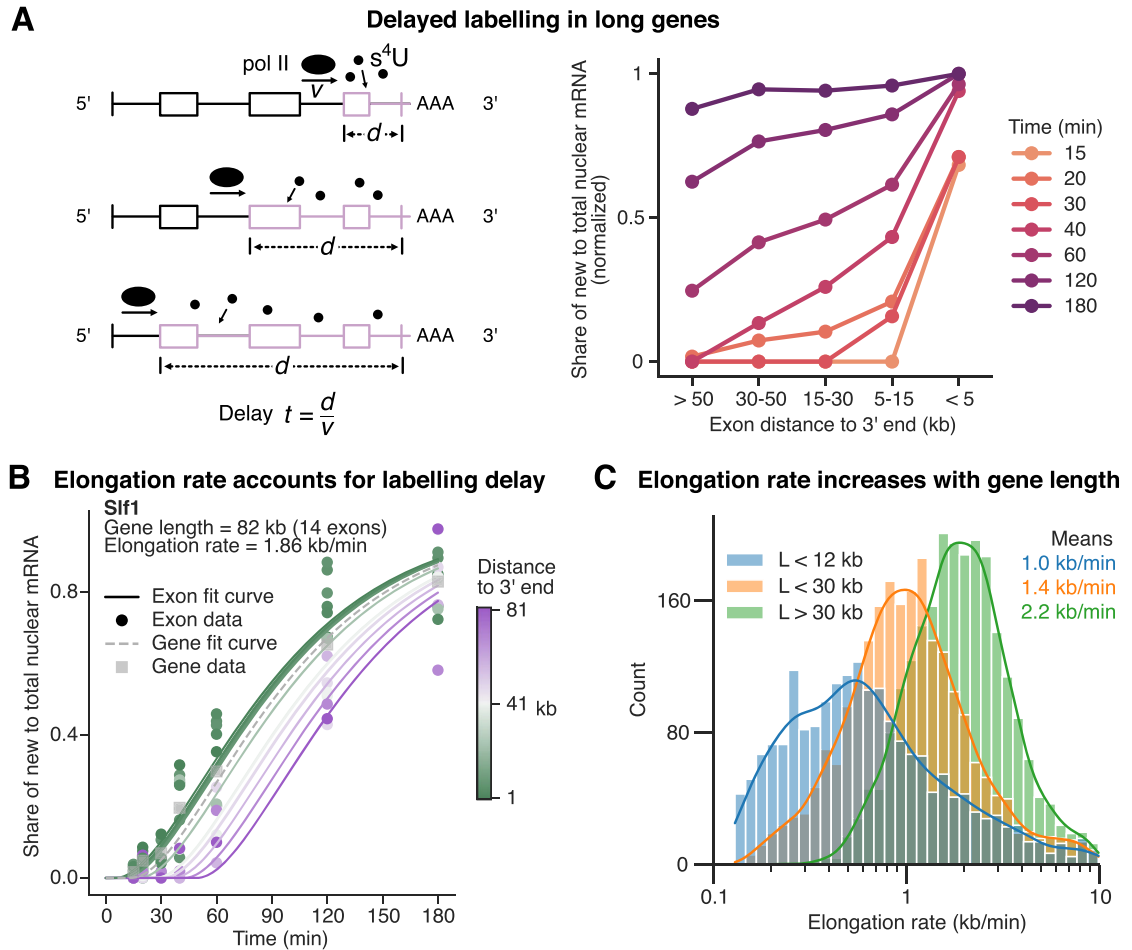 A
Delayed labelling in long genes
pol II
s⁴U
v
5'
AAA
3'
d
5'
AAA
3'
d
5'
AAA
3'
d
Delay t = d/v
Share of new to total nuclear mRNA
(normalized)
1
0.5
0
> 50
30-50
15-30
5-15
< 5
Exon distance to 3' end (kb)
Time (min)
15
20
30
40
60
120
180
B
Elongation rate accounts for labelling delay
Slf1
Gene length = 82 kb (14 exons)
Elongation rate = 1.86 kb/min
Exon fit curve
Exon data
Gene fit curve
Gene data
Share of new to total nuclear mRNA
0.8
0.4
0.0
0
30
60
90
120
150
180
Time (min)
Distance
to 3' end
81
41
kb
1
C
Elongation rate increases with gene length
L < 12 kb
L < 30 kb
L > 30 kb
Means
1.0 kb/min
1.4 kb/min
2.2 kb/min
Count
160
80
0
0.1
1
10
Elongation rate (kb/min)